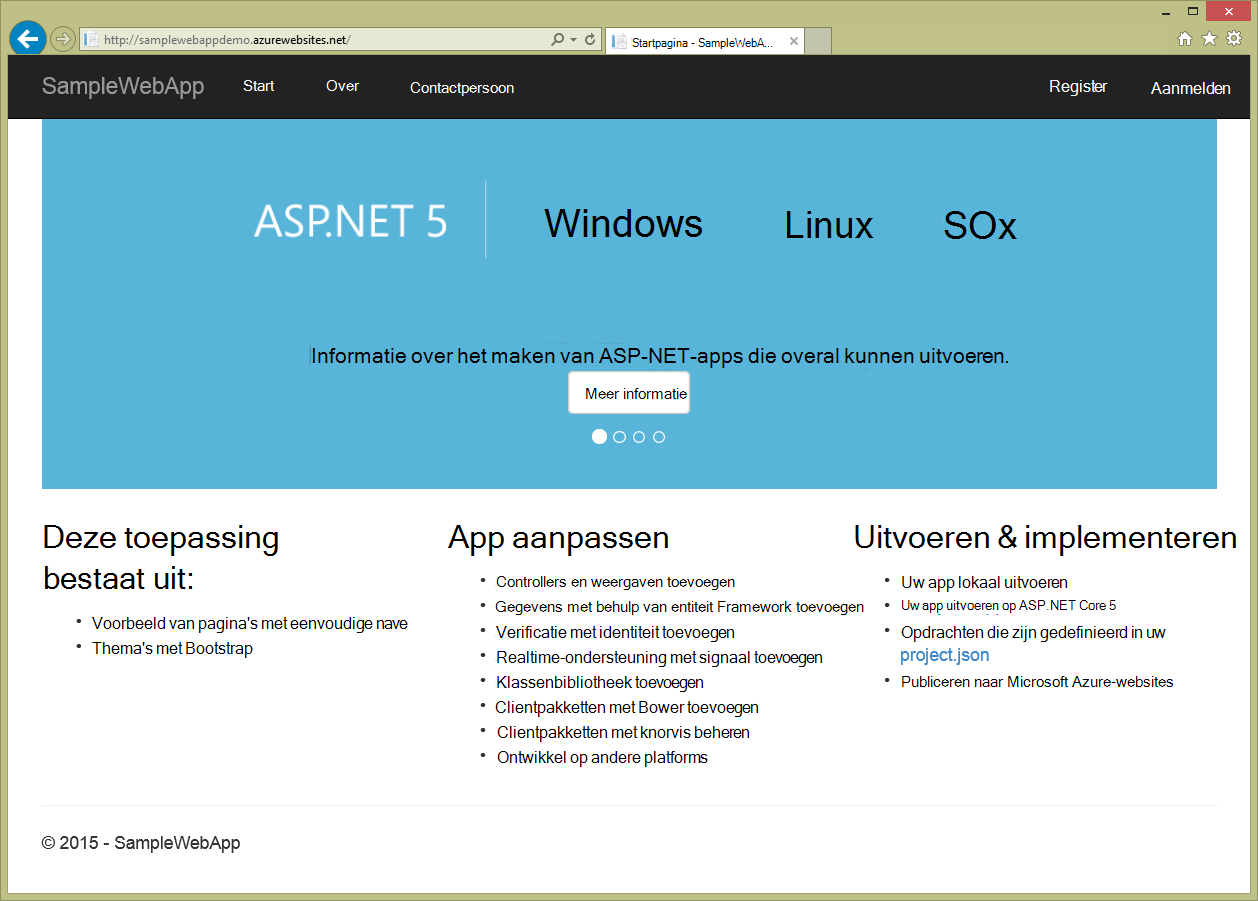 http://samplewebappdemo.azurewebsites.net/
Startpagina - SampleWebA...
SampleWebApp
Start
Over
Contactpersoon
Register
Aanmelden
ASP.NET 5
Windows
Linux
SOx
Informatie over het maken van ASP-NET-apps die overal kunnen uitvoeren.
Meer informatie
Deze toepassing
bestaat uit:
• Voorbeeld van pagina's met eenvoudige nave
• Thema's met Bootstrap
App aanpassen
• Controllers en weergaven toevoegen
• Gegevens met behulp van entiteit Framework toevoegen
• Verificatie met identiteit toevoegen
• Realtime-ondersteuning met signaal toevoegen
• Klassenbibliotheek toevoegen
• Clientpakketten met Bower toevoegen
• Clientpakketten met knorvis beheren
• Ontwikkel op andere platforms
Uitvoeren & implementeren
• Uw app lokaal uitvoeren
• Uw app uitvoeren op ASP.NET Core 5
• Opdrachten die zijn gedefinieerd in uw
project.json
• Publiceren naar Microsoft Azure-websites
© 2015 - SampleWebApp